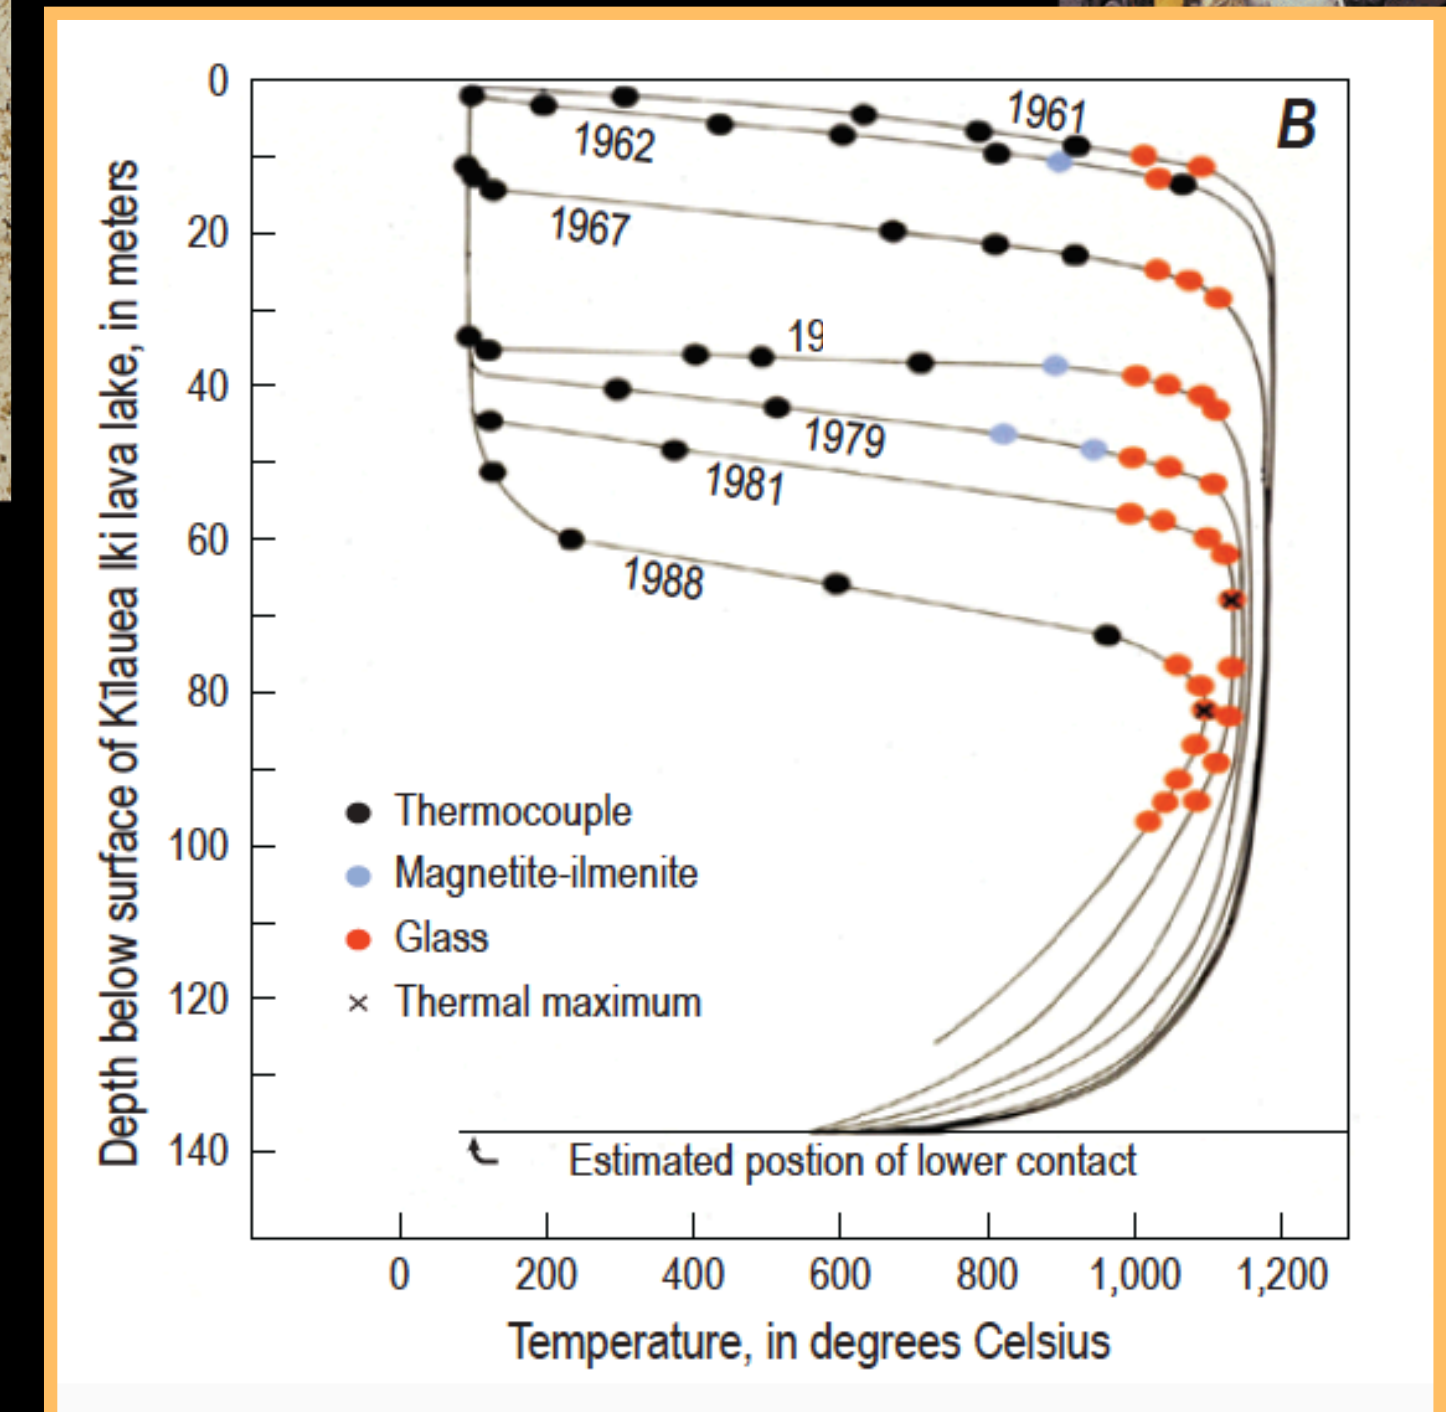 B
0
20
40
60
80
100
120
140
Depth below surface of Kīlauea Iki lava lake, in meters
1961
1962
1967
19
1979
1981
1988
Thermocouple
Magnetite-ilmenite
Glass
× Thermal maximum
Estimated postion of lower contact
0 200 400 600 800 1,000 1,200
Temperature, in degrees Celsius